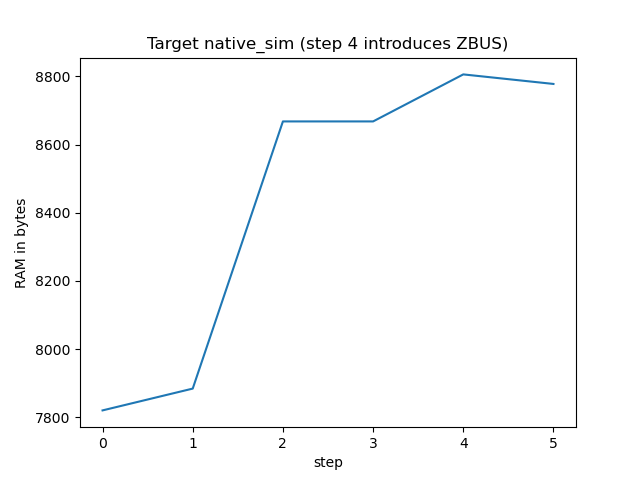 Target native_sim (step 4 introduces ZBUS)
RAM in bytes
8800
8600
8400
8200
8000
7800
0 1 2 3 4 5
step